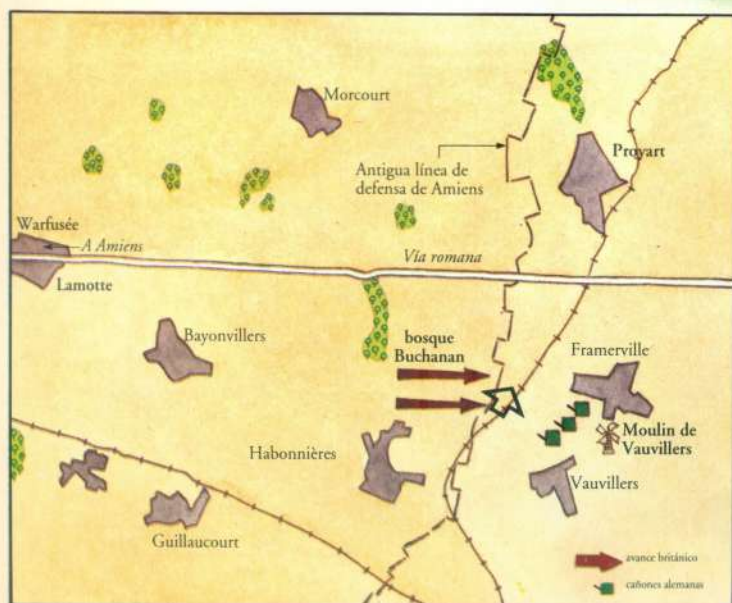 Morcourt
Proyart
Antigua línea de
defensa de Amiens
Warfusée
A Amiens
Vía romana
Lamotte
bosque
Buchanan
Bayonvillers
Framerville
Moulin de
Vauvillers
Habonnières
Vauvillers
Guillaucourt
avance británico
cañones alemanas